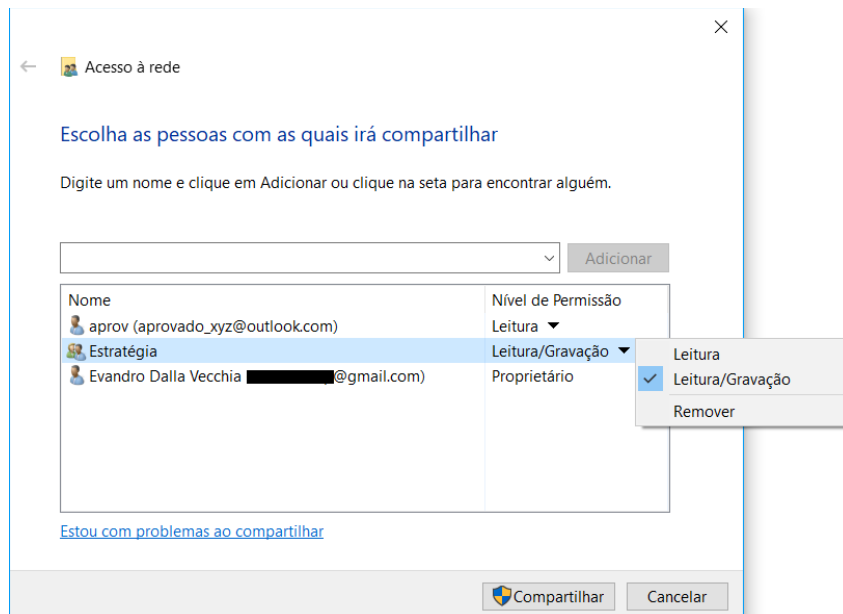 Acesso à rede
Escolha as pessoas com as quais irá compartilhar
Digite um nome e clique em Adicionar ou clique na seta para encontrar alguém.
Adicionar
Nome Nível de Permissão
aprov (aprovado_xyz@outlook.com) Leitura
Estratégia Leitura/Gravação
Evandro Dalla Vecchia @gmail.com) Proprietário
Leitura
Leitura/Gravação
Remover
Estou com problemas ao compartilhar
Compartilhar Cancelar